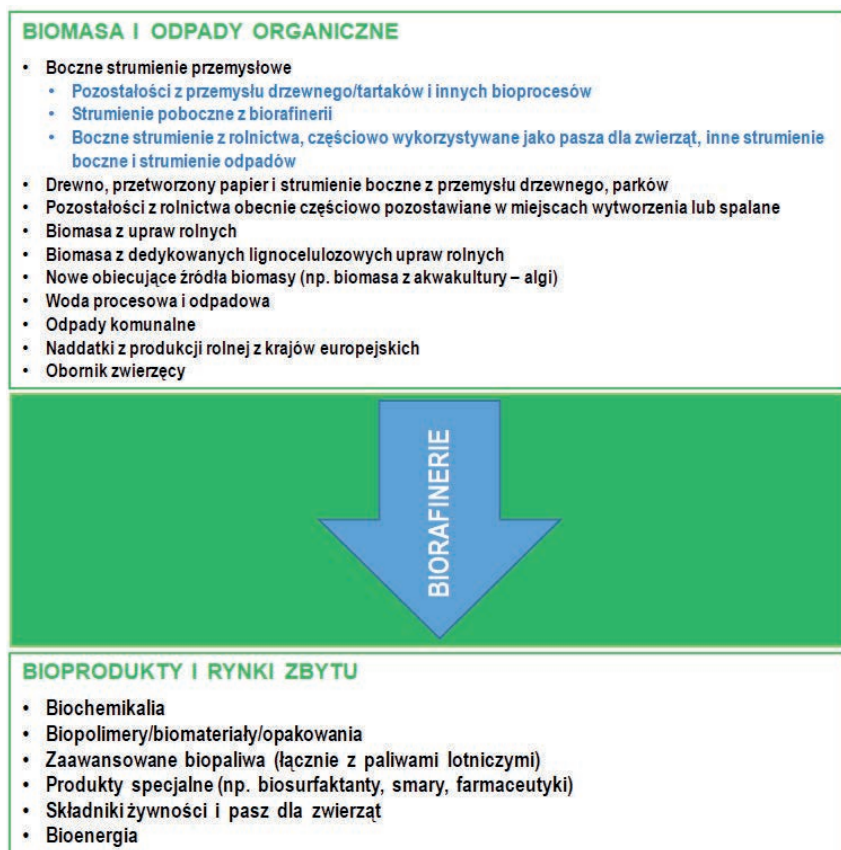 BIOMASA I ODPADY ORGANICZNE
• Boczne strumienie przemysłowe
• Pozostałości z przemysłu drzewnego/tartaków i innych bioprocesów
• Strumienie poboczne z biorafinerii
• Boczne strumienie z rolnictwa, częściowo wykorzystywane jako pasza dla zwierząt, inne strumienie
boczne i strumienie odpadów
• Drewno, przetworzony papier i strumienie boczne z przemysłu drzewnego, parków
• Pozostałości z rolnictwa obecnie częściowo pozostawiane w miejscach wytworzenia lub spalane
• Biomasa z upraw rolnych
• Biomasa z dedykowanych lignocelulozowych upraw rolnych
• Nowe obiecujące źródła biomasy (np. biomasa z akwakultury – algi)
• Woda procesowa i odpadowa
• Odpady komunalne
• Naddatki z produkcji rolnej z krajów europejskich
• Obornik zwierzęcy
BIORAFINERIE
BIOPRODUKTY I RYNKI ZBYTU
• Biochemikalia
• Biopolimery/biomateriały/opakowania
• Zaawansowane biopaliwa (łącznie z paliwami lotniczymi)
• Produkty specjalne (np. biosurfaktanty, smary, farmaceutyki)
• Składniki żywności i pasz dla zwierząt
• Bioenergia